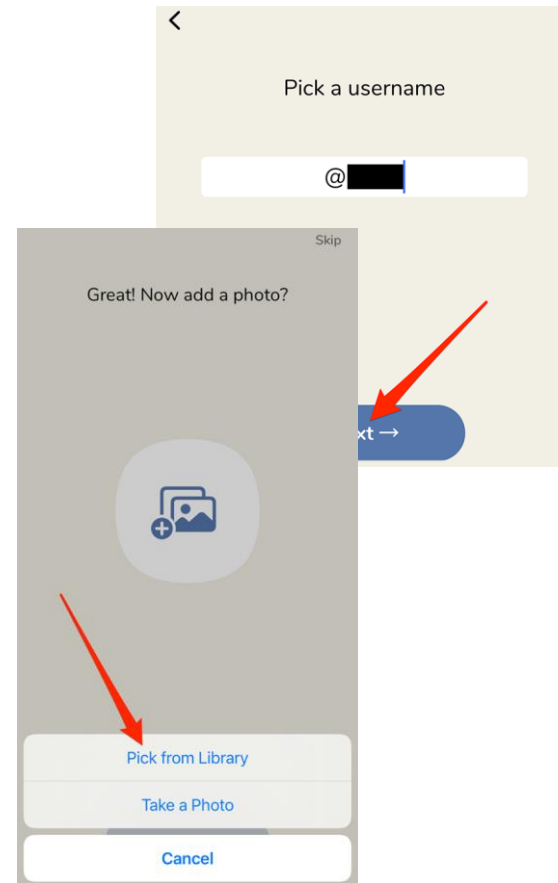 Pick a username
@
xt →
Skip
Great! Now add a photo?
Pick from Library
Take a Photo
Cancel